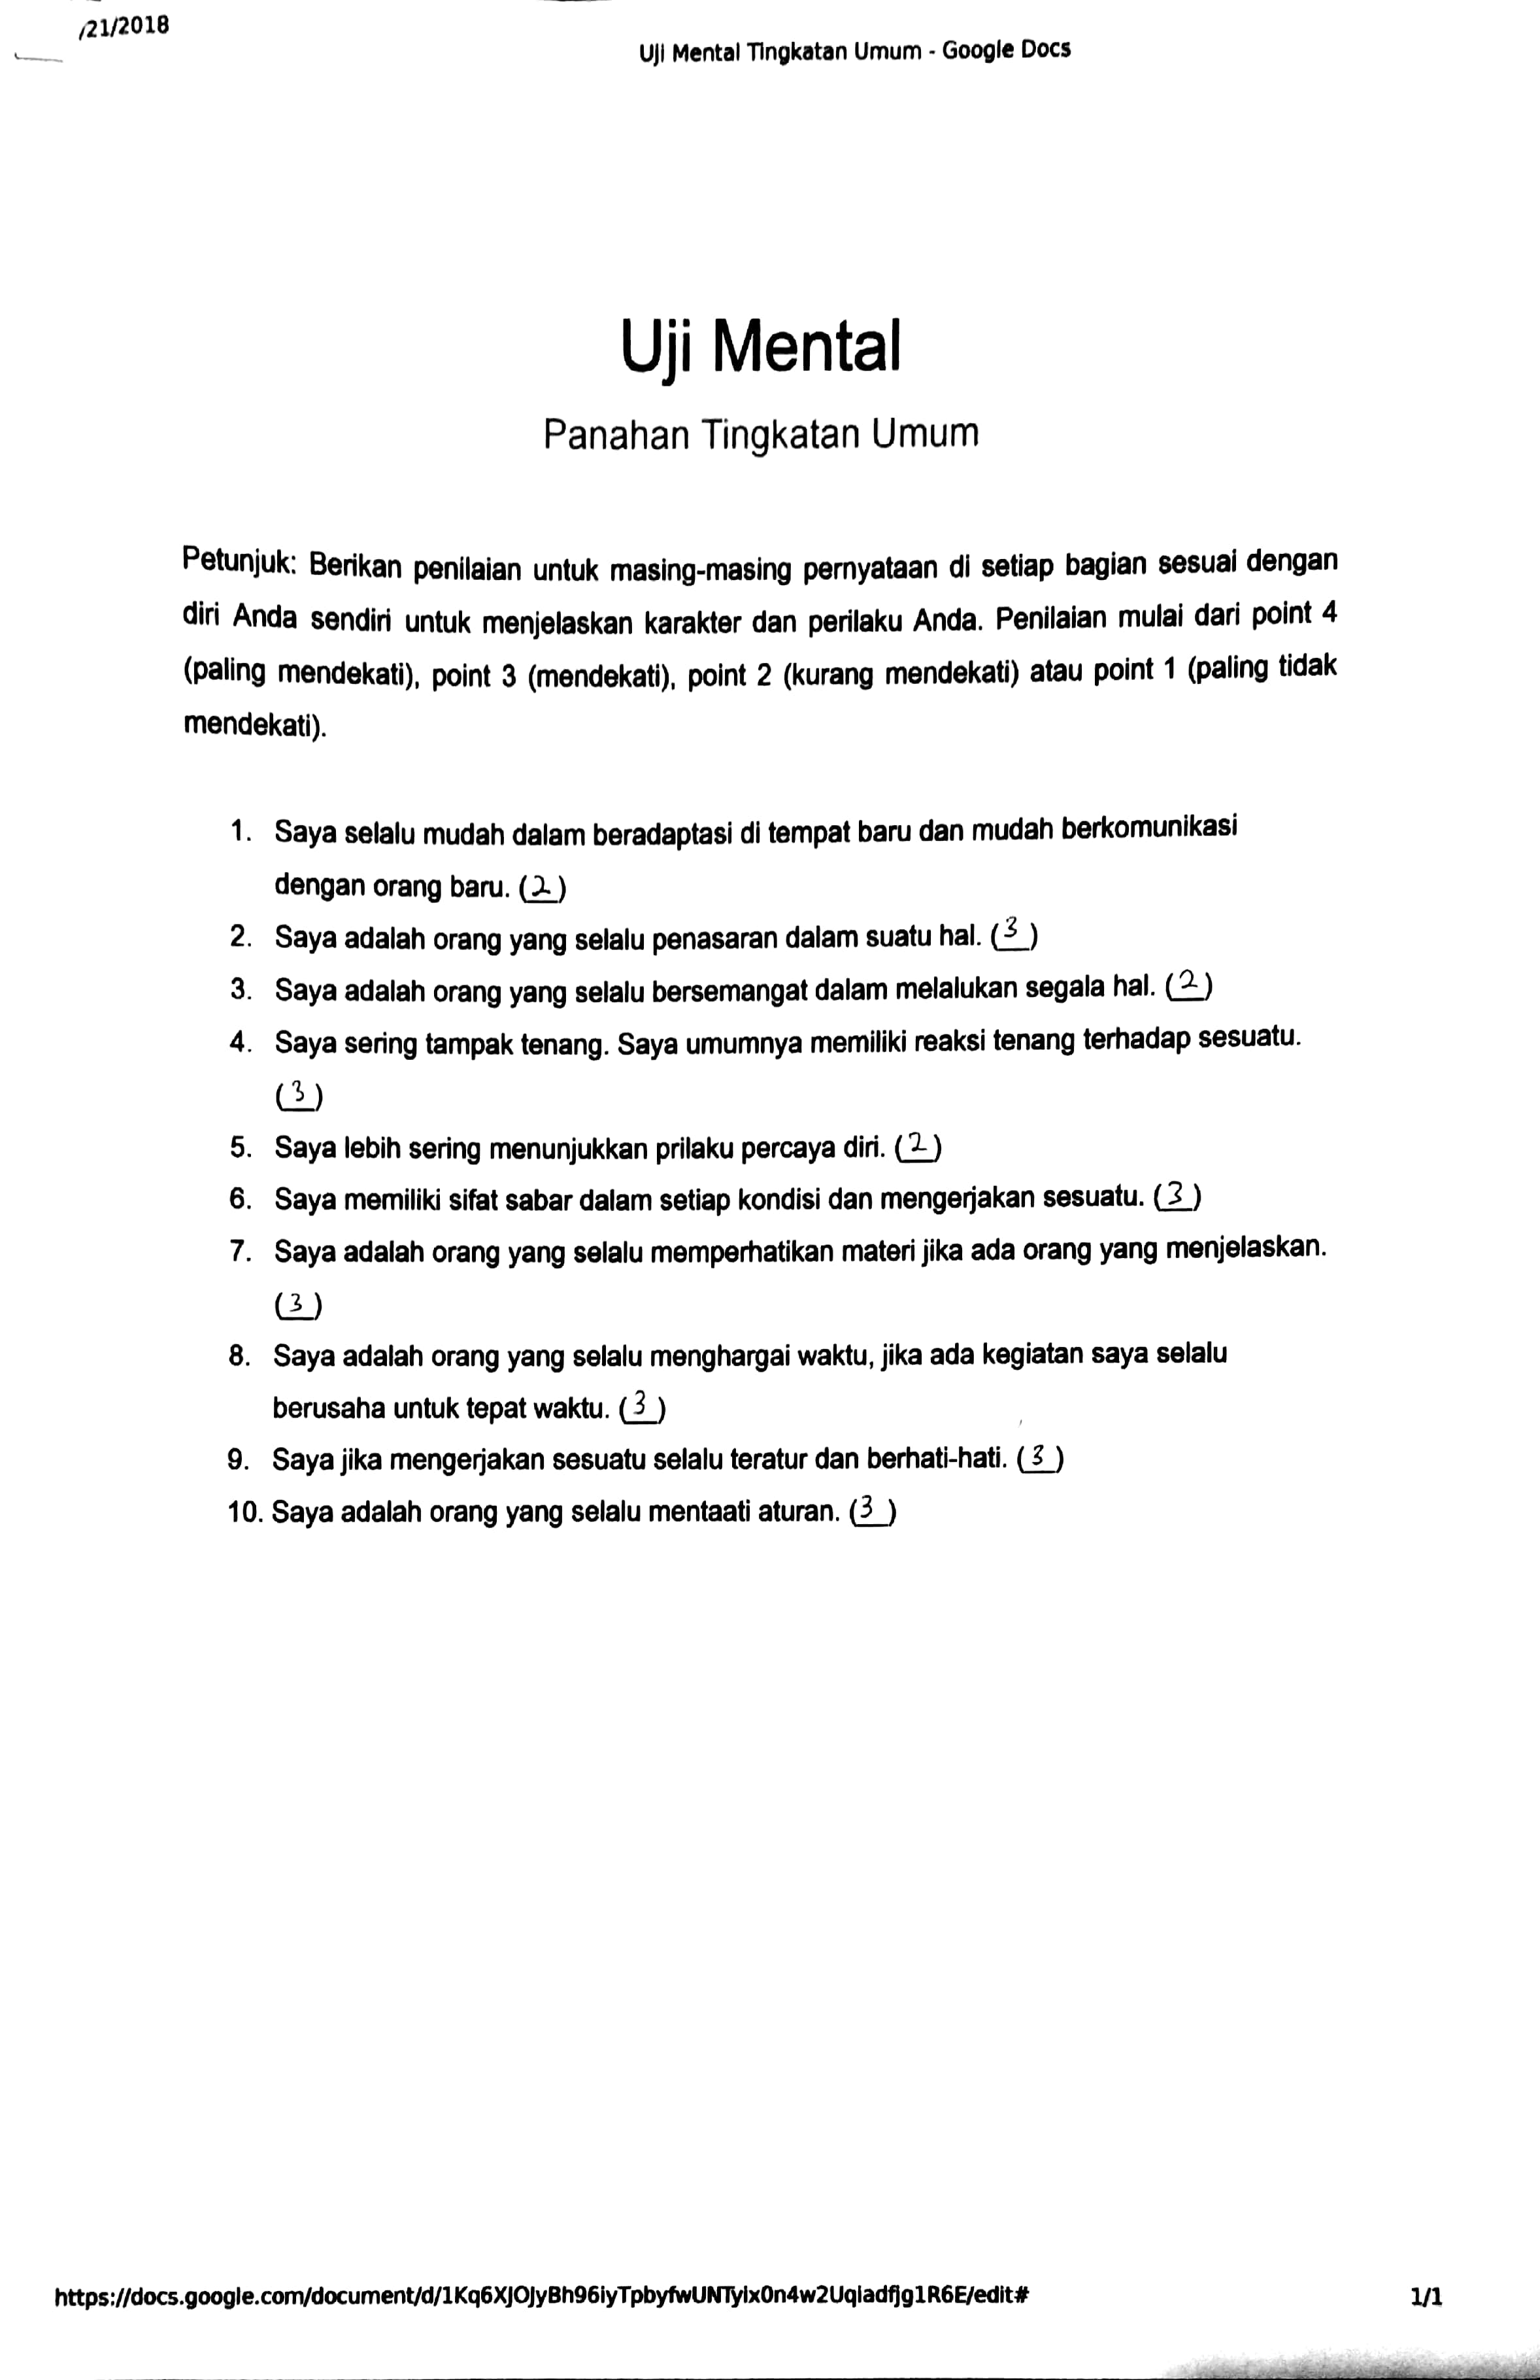 /21/2018
Uji Mental Tingkatan Umum - Google Docs
Uji Mental
Panahan Tingkatan Umum
Petunjuk: Berikan penilaian untuk masing-masing pernyataan di setiap bagian sesuai dengan
diri Anda sendiri untuk menjelaskan karakter dan perilaku Anda. Penilaian mulai dari point 4
(paling mendekati), point 3 (mendekati), point 2 (kurang mendekati) atau point 1 (paling tidak
mendekati).
1. Saya selalu mudah dalam beradaptasi di tempat baru dan mudah berkomunikasi
dengan orang baru. (2)
2. Saya adalah orang yang selalu penasaran dalam suatu hal. (3)
3. Saya adalah orang yang selalu bersemangat dalam melalukan segala hal. (2)
4. Saya sering tampak tenang. Saya umumnya memiliki reaksi tenang terhadap sesuatu.
(3)
5. Saya lebih sering menunjukkan prilaku percaya diri. (2)
6. Saya memiliki sifat sabar dalam setiap kondisi dan mengerjakan sesuatu. (3)
7. Saya adalah orang yang selalu memperhatikan materi jika ada orang yang menjelaskan.
(3)
8. Saya adalah orang yang selalu menghargai waktu, jika ada kegiatan saya selalu
berusaha untuk tepat waktu. (3)
9. Saya jika mengerjakan sesuatu selalu teratur dan berhati-hati. (3)
10. Saya adalah orang yang selalu mentaati aturan. (3)
https://docs.google.com/document/d/1Kq6XJOJyBh96iyTpbyfwUNTyix0n4w2Uqiadfjg1R6E/edit#
1/1